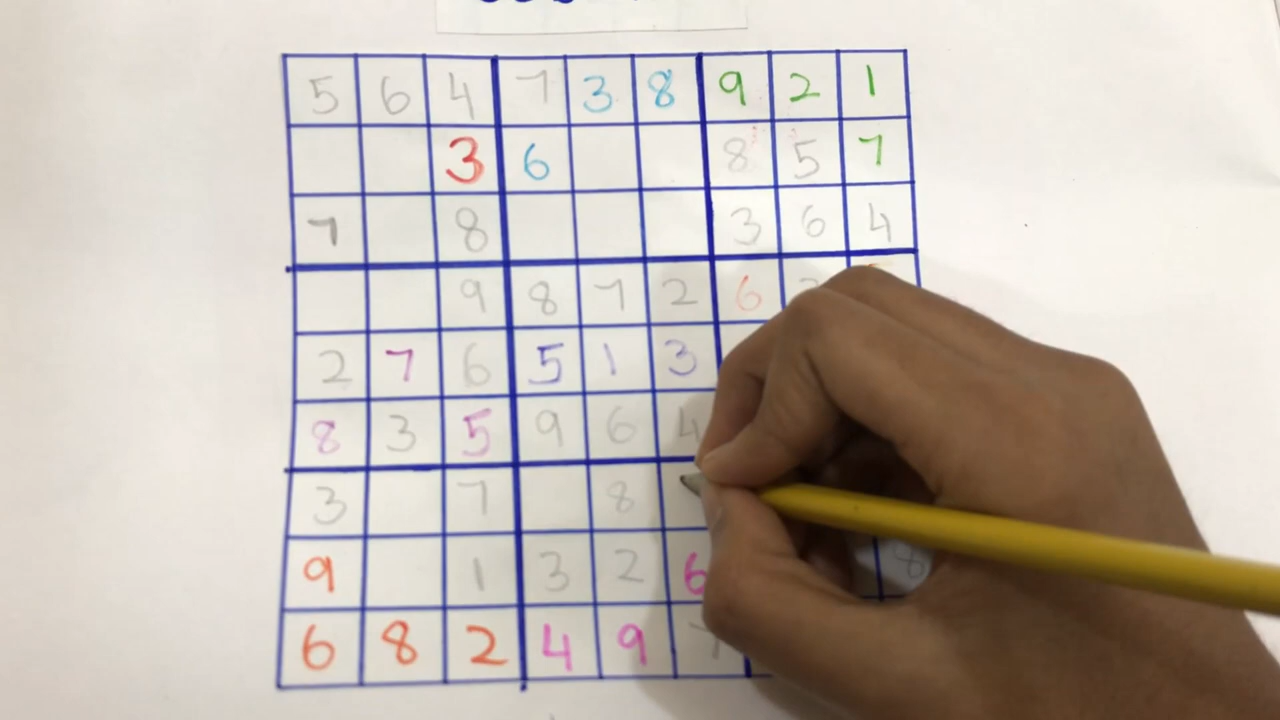 5 6 4 7 3 8 9 2 1
3 6 8 5 7
7 8 3 6 4
9 8 7 2 6
2 7 6 5 1 3
8 3 5 9 6 4
3 7 8
9 1 3 2 6 8
6 8 2 4 9 7